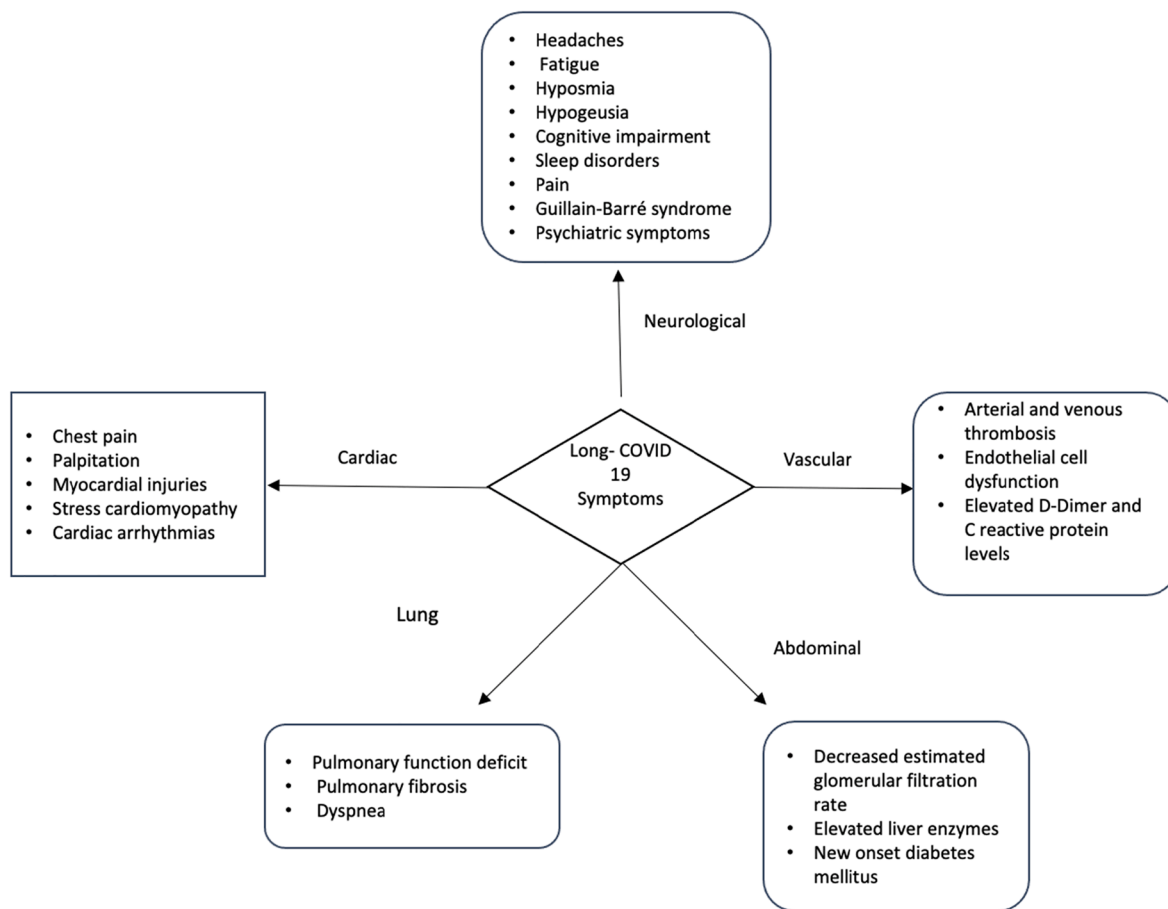 • Headaches
• Fatigue
• Hyposmia
• Hypogeusia
• Cognitive impairment
• Sleep disorders
• Pain
• Guillain-Barré syndrome
• Psychiatric symptoms
Neurological
• Chest pain
• Palpitation
• Myocardial injuries
• Stress cardiomyopathy
• Cardiac arrhythmias
Cardiac
Long- COVID
19
Symptoms
Vascular
• Arterial and venous
thrombosis
• Endothelial cell
dysfunction
• Elevated D-Dimer and
C reactive protein
levels
Lung
Abdominal
• Pulmonary function deficit
• Pulmonary fibrosis
• Dyspnea
• Decreased estimated
glomerular filtration
rate
• Elevated liver enzymes
• New onset diabetes
mellitus